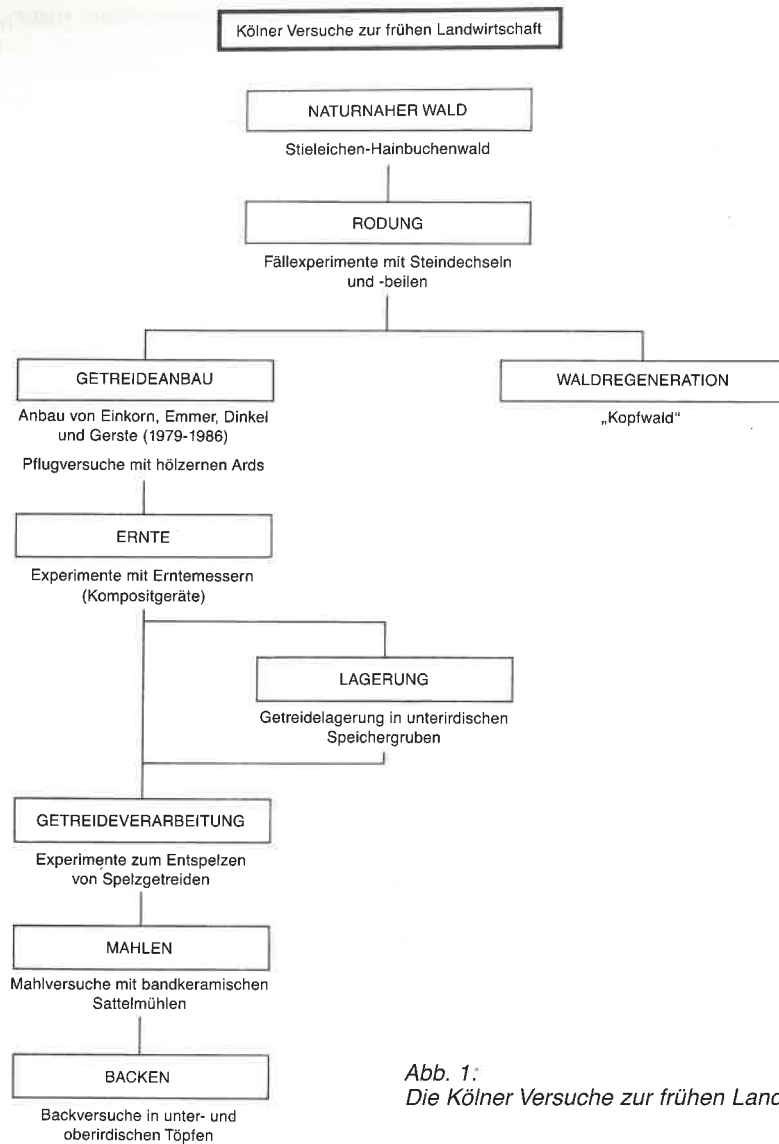 Kölner Versuche zur frühen Landwirtschaft
NATURNAHER WALD
Stieleichen-Hainbuchenwald
RODUNG
Fällexperimente mit Steindechseln
und -beilen
GETREIDEANBAU
Anbau von Einkorn, Emmer, Dinkel
und Gerste (1979-1986)
Pflugversuche mit hölzernen Ards
WALDREGENERATION
„Kopfwald“
ERNTE
Experimente mit Erntemessern
(Kompositgeräte)
LAGERUNG
Getreidelagerung in unterirdischen
Speichergruben
GETREIDEVERARBEITUNG
Experimente zum Entspelzen
von Spelzgetreiden
MAHLEN
Mahlversuche mit bandkeramischen
Sattelmühlen
BACKEN
Backversuche in unter- und
oberirdischen Töpfen
Abb. 1:
Die Kölner Versuche zur frühen Land